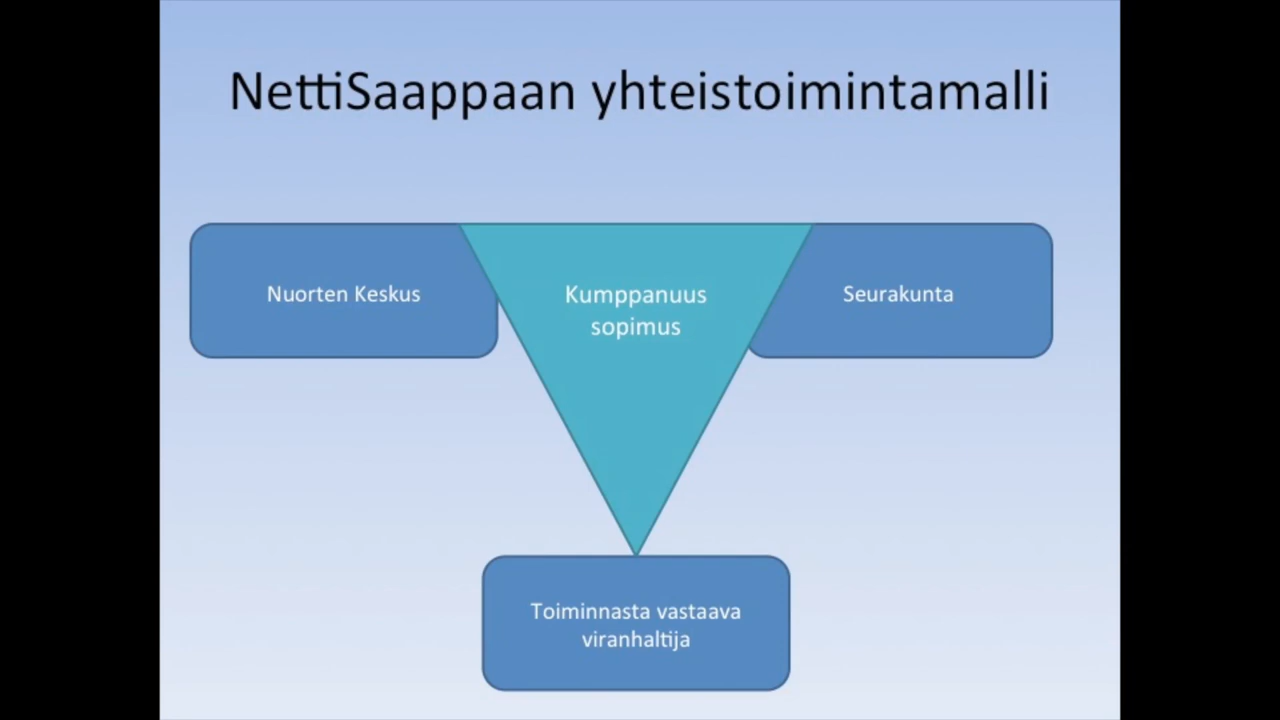 NettiSaappaan yhteistoimintamalli
Nuorten Keskus
Kumppanuus
sopimus
Seurakunta
Toiminnasta vastaava
viranhaltija